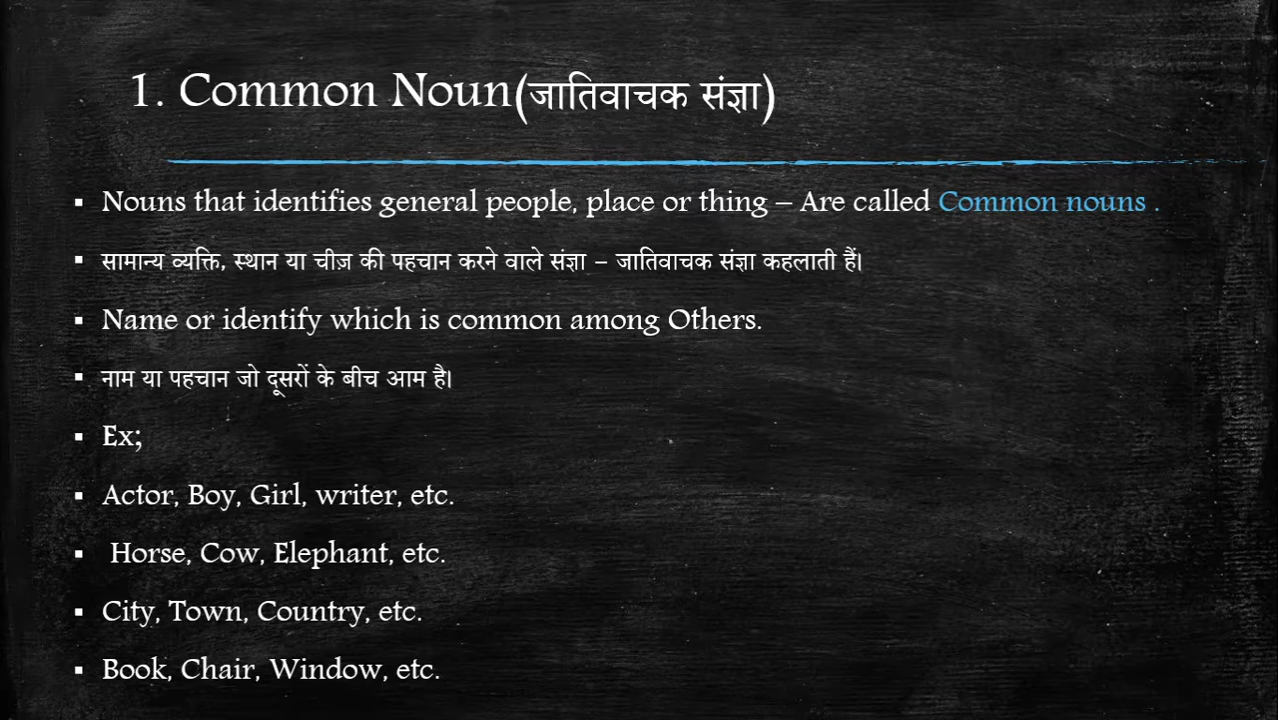 1. Common Noun(जातिवाचक संज्ञा)
▪ Nouns that identifies general people, place or thing – Are called Common nouns .
▪ सामान्य व्यक्ति, स्थान या चीज़ की पहचान करने वाले संज्ञा – जातिवाचक संज्ञा कहलाती हैं।
▪ Name or identify which is common among Others.
▪ नाम या पहचान जो दूसरों के बीच आम है।
▪ Ex;
▪ Actor, Boy, Girl, writer, etc.
▪ Horse, Cow, Elephant, etc.
▪ City, Town, Country, etc.
▪ Book, Chair, Window, etc.